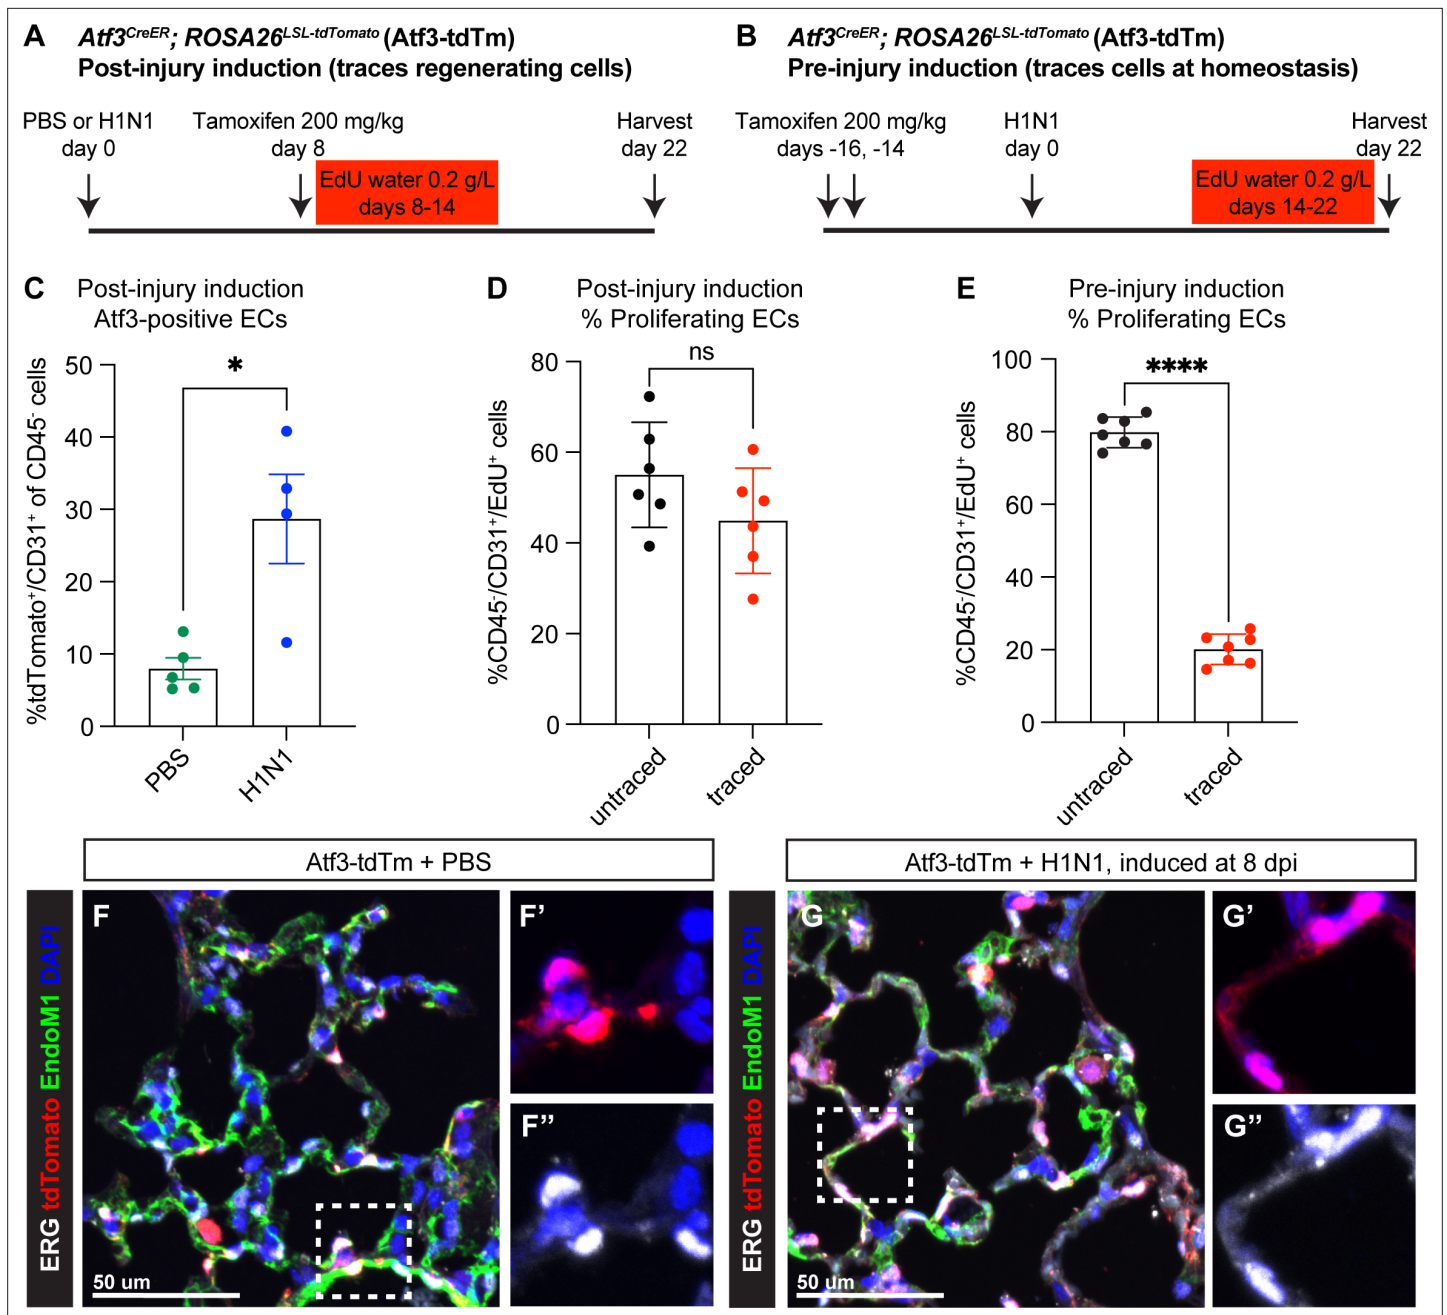 A
Atf3CreER; ROSA26LSL-tdTomato (Atf3-tdTm)
Post-injury induction (traces regenerating cells)
PBS or H1N1
day 0
Tamoxifen 200 mg/kg
day 8
Harvest
day 22
EdU water 0.2 g/L
days 8-14
B
Atf3CreER; ROSA26LSL-tdTomato (Atf3-tdTm)
Pre-injury induction (traces cells at homeostasis)
Tamoxifen 200 mg/kg
days -16, -14
H1N1
day 0
Harvest
day 22
EdU water 0.2 g/L
days 14-22
C
Post-injury induction
Atf3-positive ECs
%tdTomato+/CD31+ of CD45- cells
50
40
30
20
10
0
*
PBS
H1N1
D
Post-injury induction
% Proliferating ECs
%CD45-/CD31+/EdU+ cells
80
60
40
20
0
ns
untraced
traced
E
Pre-injury induction
% Proliferating ECs
%CD45-/CD31+/EdU+ cells
100
80
60
40
20
0
****
untraced
traced
Atf3-tdTm + PBS
ERG tdTomato EndoM1 DAPI
F
50 um
F'
F''
Atf3-tdTm + H1N1, induced at 8 dpi
ERG tdTomato EndoM1 DAPI
G
50 um
G'
G''